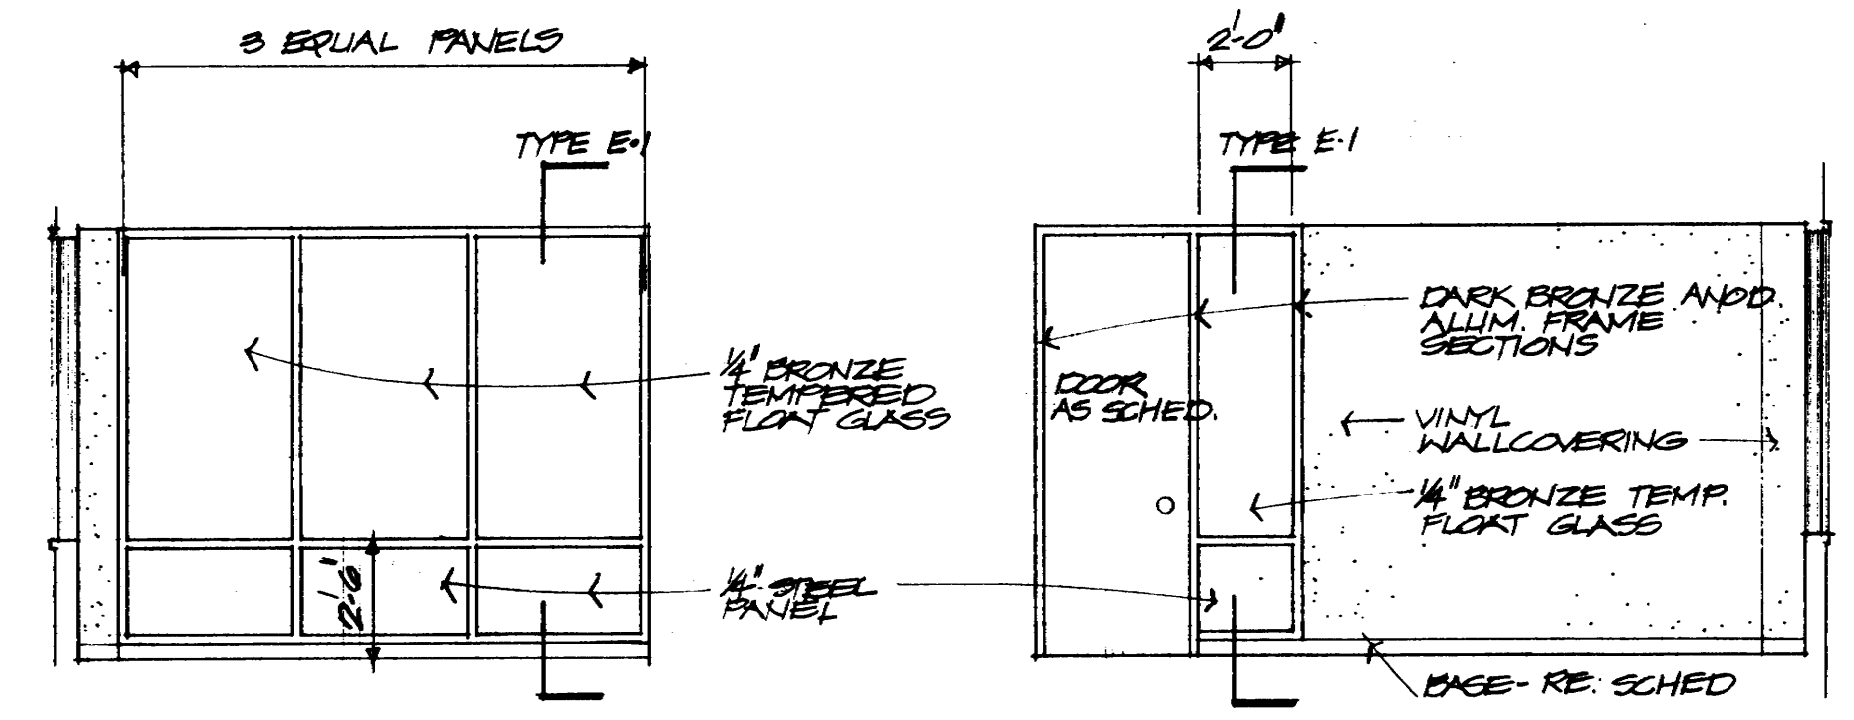 3 EQUAL PANELS
TYPE E·1
1/4" BRONZE
TEMPERED
FLOAT GLASS
2'-6"
1/4" STEEL
PANEL
2'-0"
TYPE E·1
DARK BRONZE ANOD.
ALUM. FRAME
SECTIONS
DOOR
AS SCHED.
VINYL
WALLCOVERING
1/4" BRONZE TEMP.
FLOAT GLASS
BASE- RE: SCHED